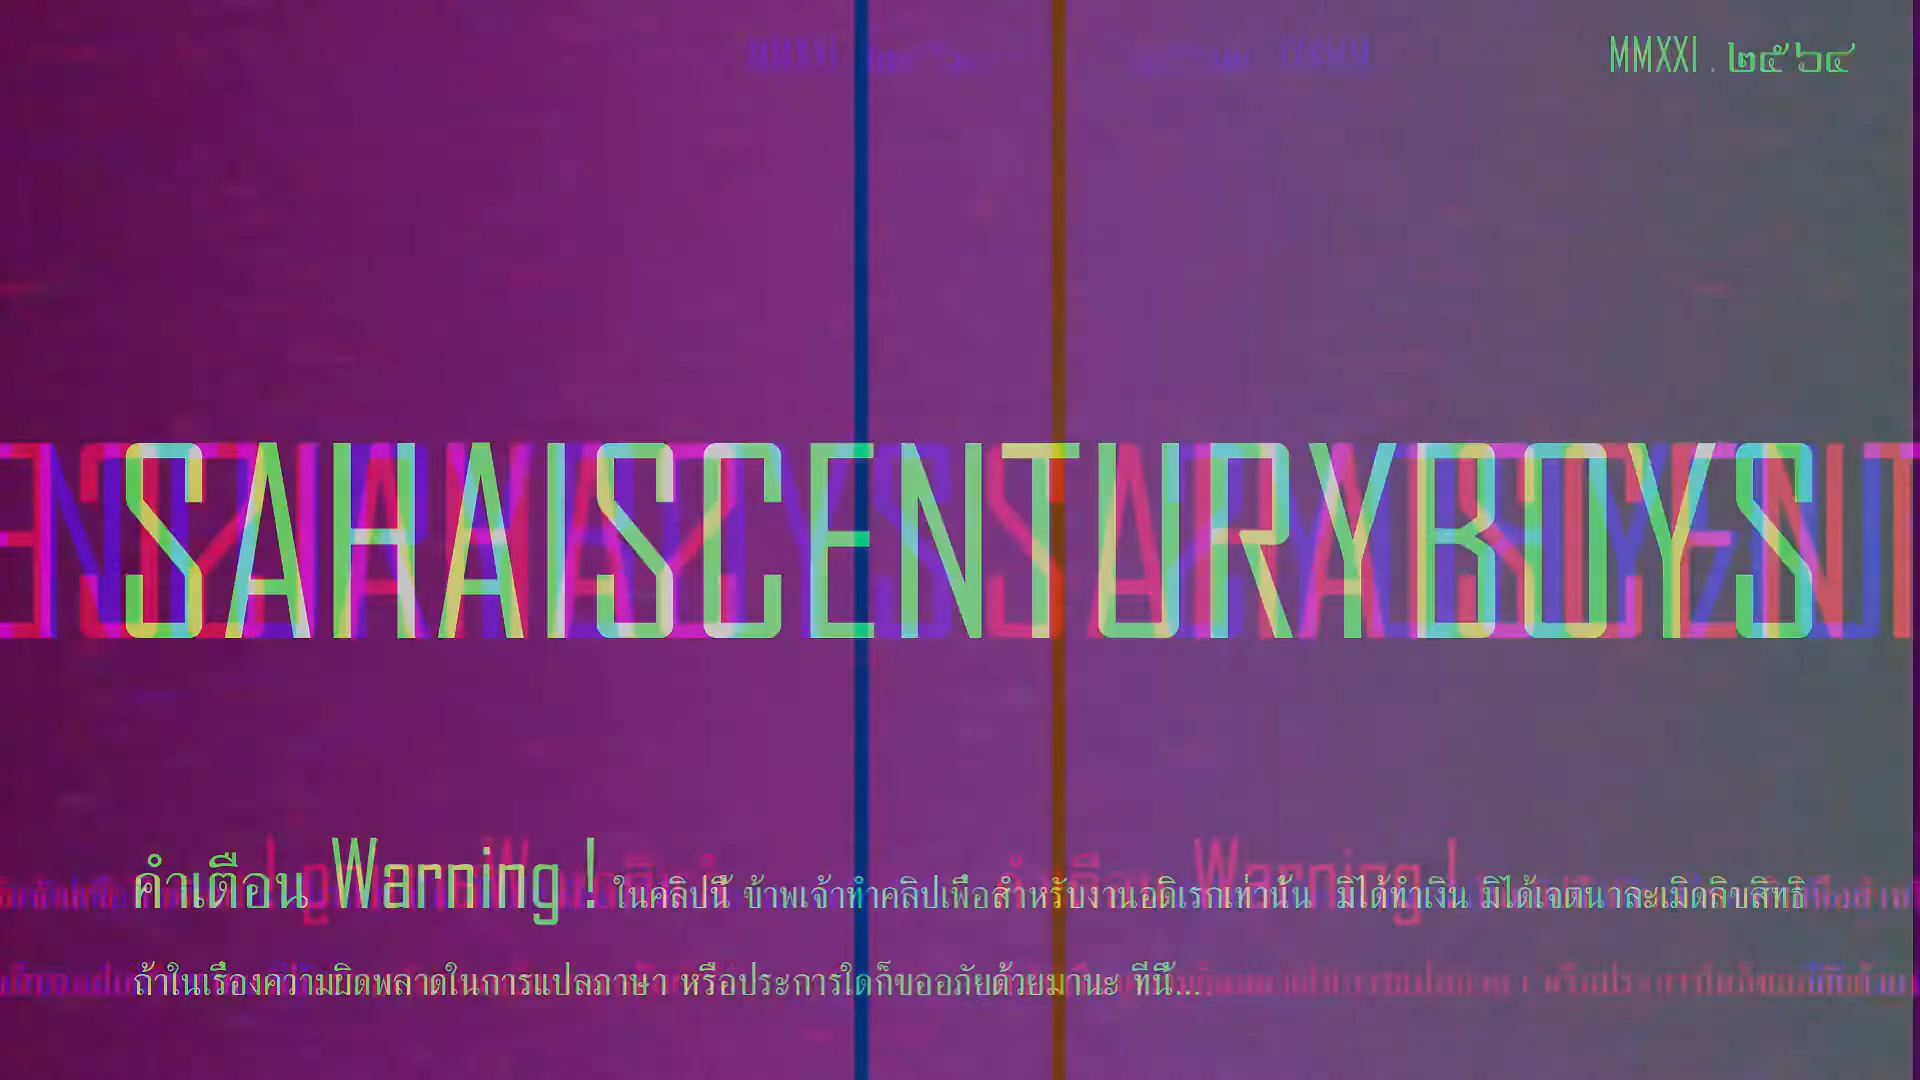 MMXXI . ๒๕๖๔
SAHAISCENTURYBOYS
คำเตือน Warning ! ในคลิปนี้ ข้าพเจ้าทำคลิปเพื่อสำหรับงานอดิเรกเท่านั้น มิได้ทำเงิน มิได้เจตนาละเมิดลิขสิทธิ์
ถ้าในเรื่องความผิดพลาดในการแปลภาษา หรือประการใดก็ขออภัยด้วยมานะ ที่นี้...